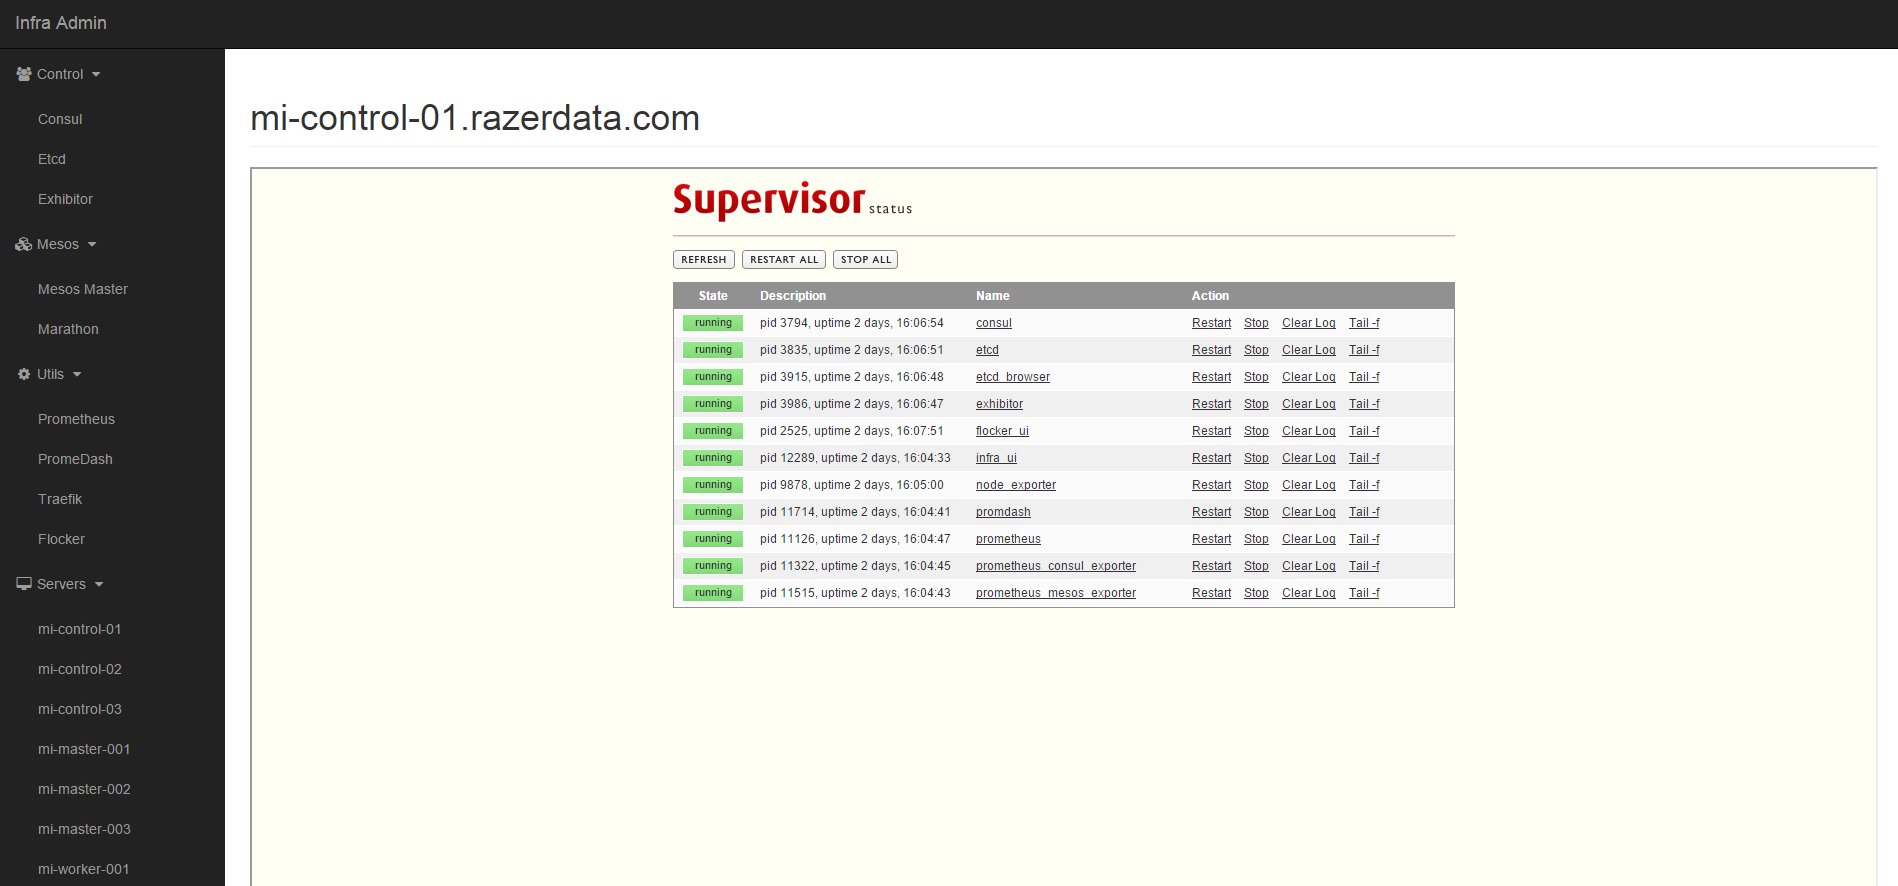 Infra Admin
Control
Consul
Etcd
Exhibitor
Mesos
Mesos Master
Marathon
Utils
Prometheus
PromeDash
Traefik
Flocker
Servers
mi-control-01
mi-control-02
mi-control-03
mi-master-001
mi-master-002
mi-master-003
mi-worker-001
mi-control-01.razerdata.com
Supervisor status
REFRESH RESTART ALL STOP ALL
State Description Name Action
running pid 3794, uptime 2 days, 16:06:54 consul Restart Stop Clear Log Tail -f
running pid 3835, uptime 2 days, 16:06:51 etcd Restart Stop Clear Log Tail -f
running pid 3915, uptime 2 days, 16:06:48 etcd_browser Restart Stop Clear Log Tail -f
running pid 3986, uptime 2 days, 16:06:47 exhibitor Restart Stop Clear Log Tail -f
running pid 2525, uptime 2 days, 16:07:51 flocker_ui Restart Stop Clear Log Tail -f
running pid 12289, uptime 2 days, 16:04:33 infra_ui Restart Stop Clear Log Tail -f
running pid 9878, uptime 2 days, 16:05:00 node_exporter Restart Stop Clear Log Tail -f
running pid 11714, uptime 2 days, 16:04:41 promdash Restart Stop Clear Log Tail -f
running pid 11126, uptime 2 days, 16:04:47 prometheus Restart Stop Clear Log Tail -f
running pid 11322, uptime 2 days, 16:04:45 prometheus_consul_exporter Restart Stop Clear Log Tail -f
running pid 11515, uptime 2 days, 16:04:43 prometheus_mesos_exporter Restart Stop Clear Log Tail -f